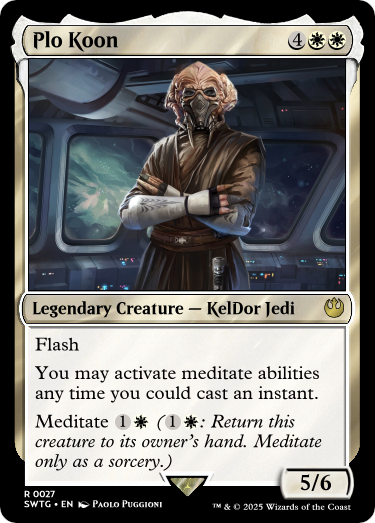 Plo Koon 4
Legendary Creature — KelDor Jedi
Flash
You may activate meditate abilities
any time you could cast an instant.
Meditate 1 (1: Return this
creature to its owner's hand. Meditate
only as a sorcery.)
5/6
R 0027
SWTG • EN Paolo Puggioni
™ & © 2025 Wizards of the Coast